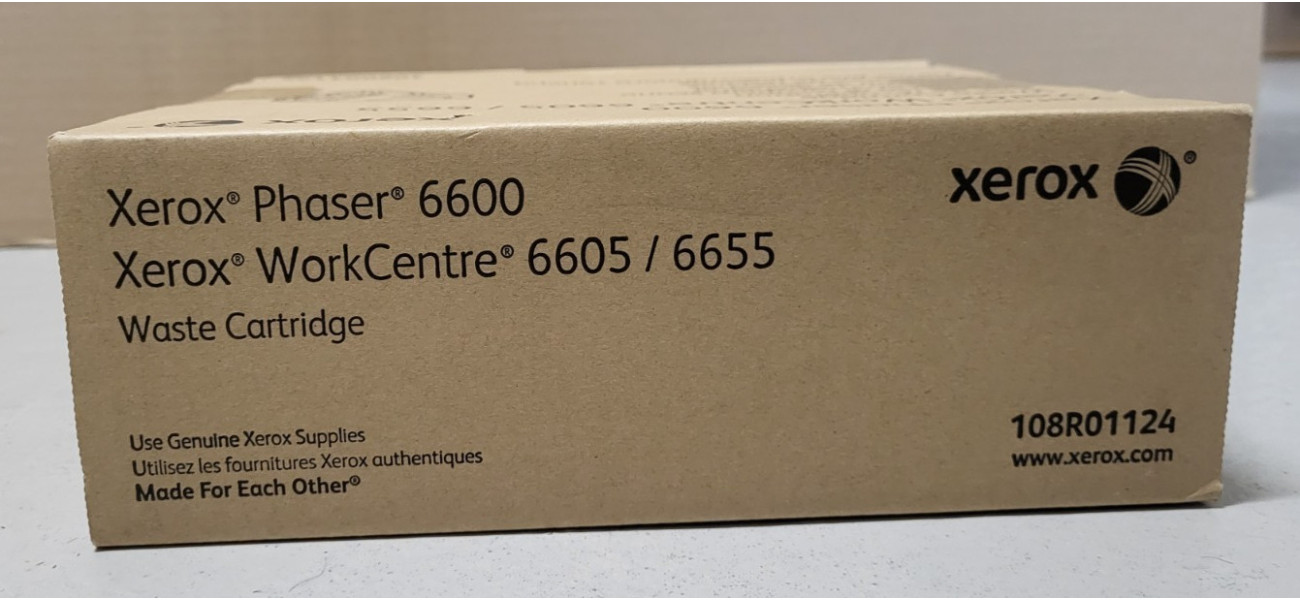 Xerox® Phaser® 6600
Xerox® WorkCentre® 6605 / 6655
Waste Cartridge
xerox ®
Use Genuine Xerox Supplies
Utilisez les fournitures Xerox authentiques
Made For Each Other®
108R01124
www.xerox.com
xerox